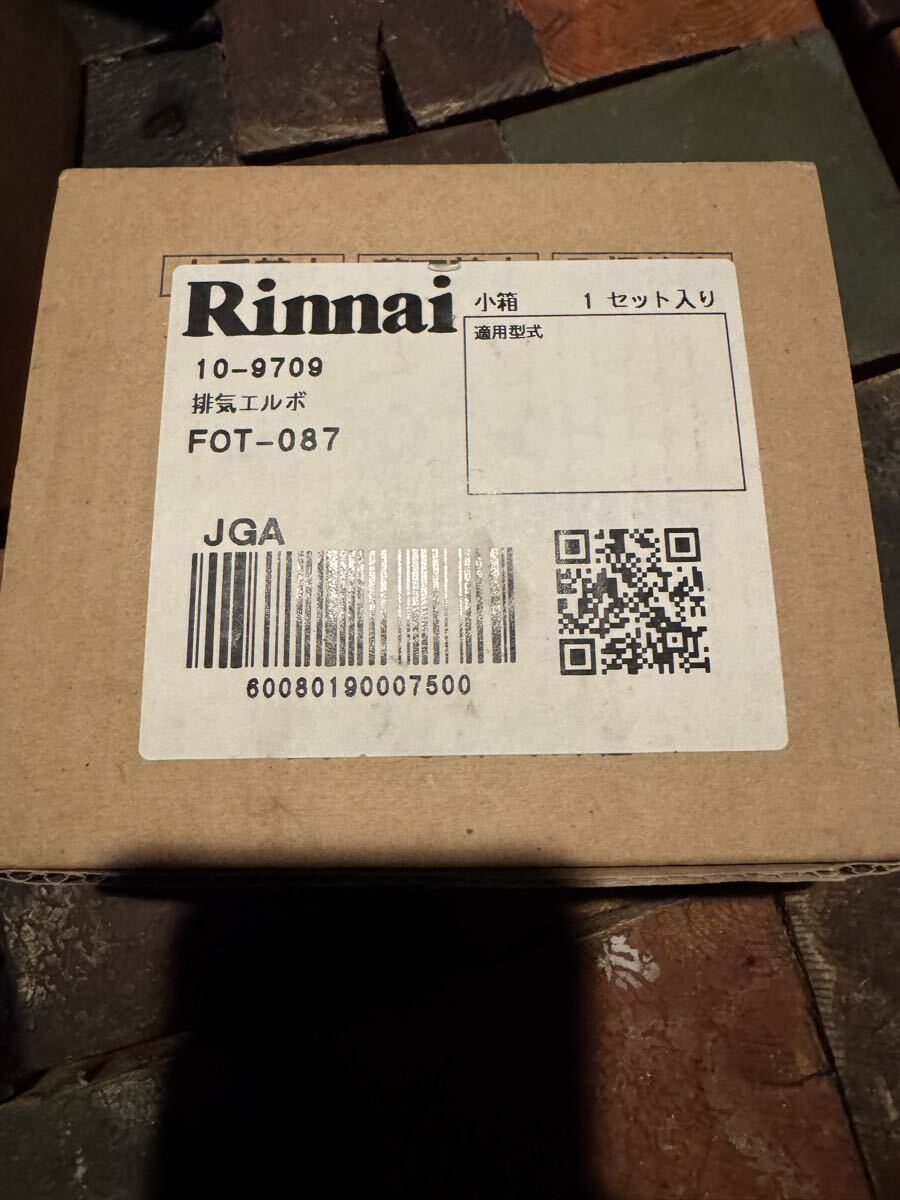 Rinnai
小箱 1 セット入り
適用型式
10-9709
排気エルボ
FOT-087
JGA
60080190007500